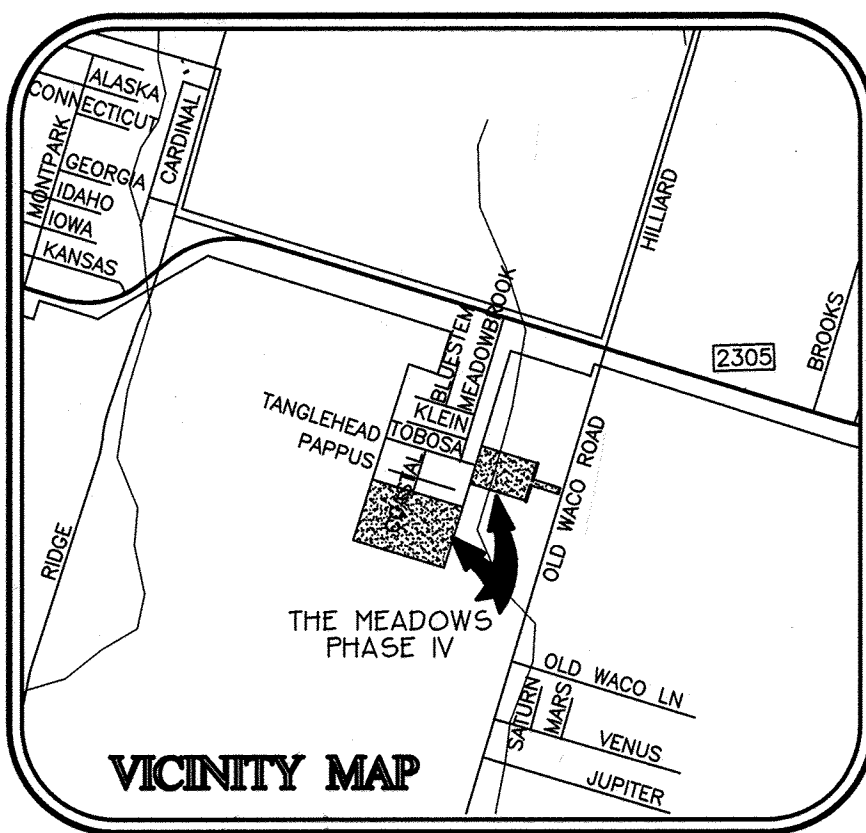 ALASKA
CONNECTICUT
CARDINAL
MONTPARK
GEORGIA
IDAHO
IOWA
KANSAS
HILLIARD
BROOKS
2305
BLUESTEM
MEADOWBROOK
KLEIN
TANGLEHEAD
TOBOSA
PAPPUS
COASTAL
OLD WACO ROAD
RIDGE
THE MEADOWS
PHASE IV
OLD WACO LN
SATURN
MARS
VENUS
JUPITER
VICINITY MAP